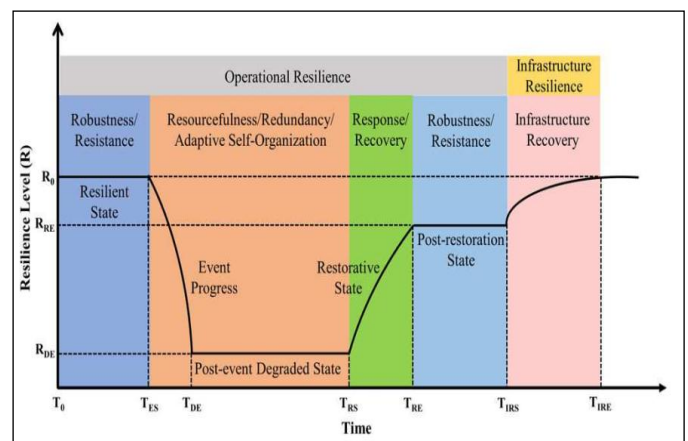 Operational Resilience
Infrastructure
Resilience
Robustness/
Resistance
Resourcefulness/Redundancy/
Adaptive Self-Organization
Response/
Recovery
Robustness/
Resistance
Infrastructure
Recovery
Resilience Level (R)
R0
RRE
RDE
Resilient
State
Event
Progress
Post-event Degraded State
Restorative
State
Post-restoration
State
T0
TES
TDE
TRS
TRE
TIRS
TIRE
Time